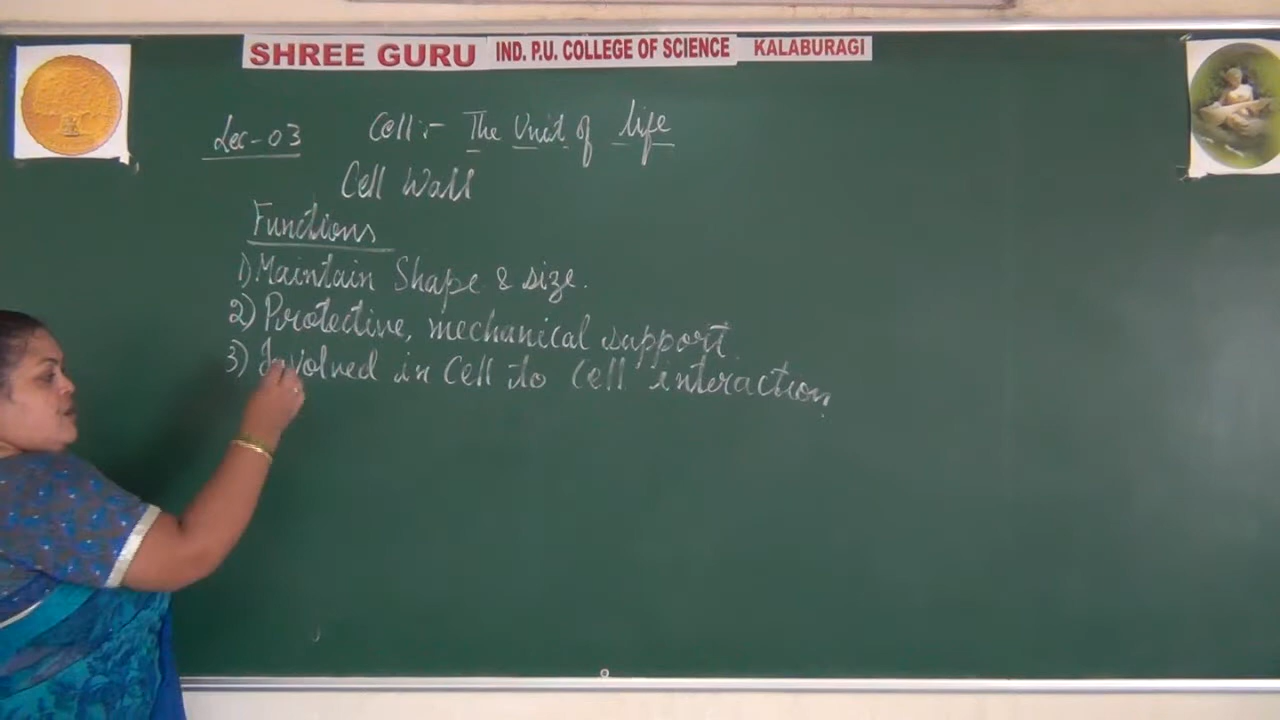 SHREE GURU IND. P.U. COLLEGE OF SCIENCE KALABURAGI
Lec-03 Cell:- The Unit of life
Cell Wall
Functions
1) Maintain Shape & size.
2) Protective, mechanical support.
3) Involved in Cell to Cell interaction